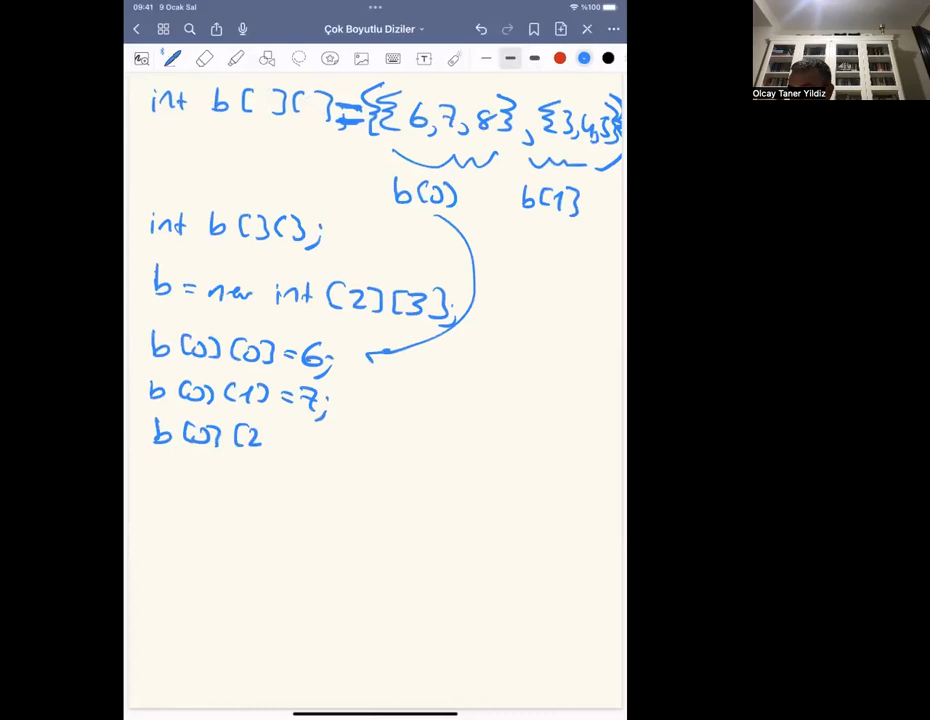 09:41 9 Ocak Sal
%100
Çok Boyutlu Diziler
int b[][] = {{6,7,8}, {3,4,5}}
b[0] b[1]
int b[][];
b = new int [2][3];
b[0][0] = 6;
b[0][1] = 7;
b[0][2
Olcay Taner Yildiz